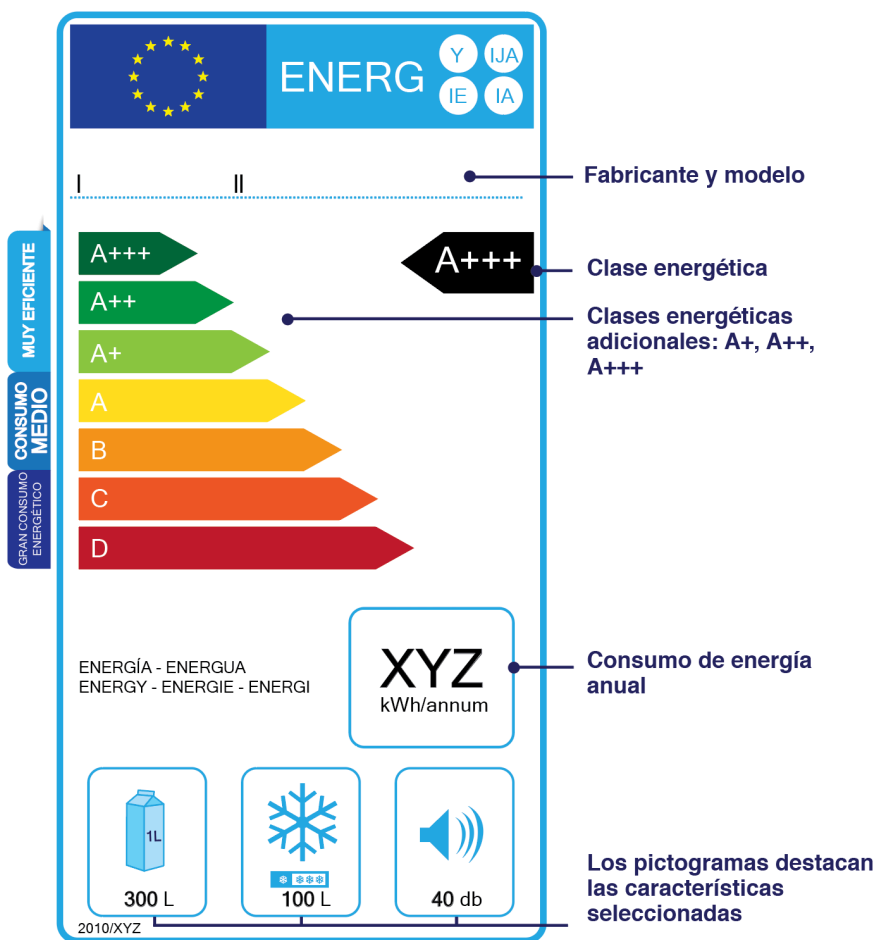 ENERG
Y
IJA
IE
IA
I
II
Fabricante y modelo
MUY EFICIENTE
CONSUMO
MEDIO
GRAN CONSUMO
ENERGÉTICO
A+++
A++
A+
A
B
C
D
A+++
Clase energética
Clases energéticas
adicionales: A+, A++,
A+++
ENERGÍA - ENERGUA
ENERGY - ENERGIE - ENERGI
XYZ
kWh/annum
Consumo de energía
anual
1L
300 L
100 L
40 db
Los pictogramas destacan
las características
seleccionadas
2010/XYZ